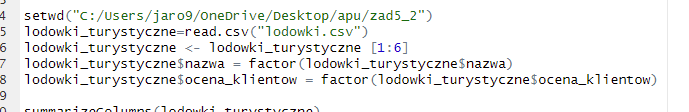 4 setwd("C:/Users/jaro9/OneDrive/Desktop/apu/zad5_2")
5 lodowki_turystyczne=read.csv("lodowki.csv")
6 lodowki_turystyczne <- lodowki_turystyczne [1:6]
7 lodowki_turystyczne$nazwa = factor(lodowki_turystyczne$nazwa)
8 lodowki_turystyczne$ocena_klientow = factor(lodowki_turystyczne$ocena_klientow)
9
summarizeColumns(lodowki_turystyczne)